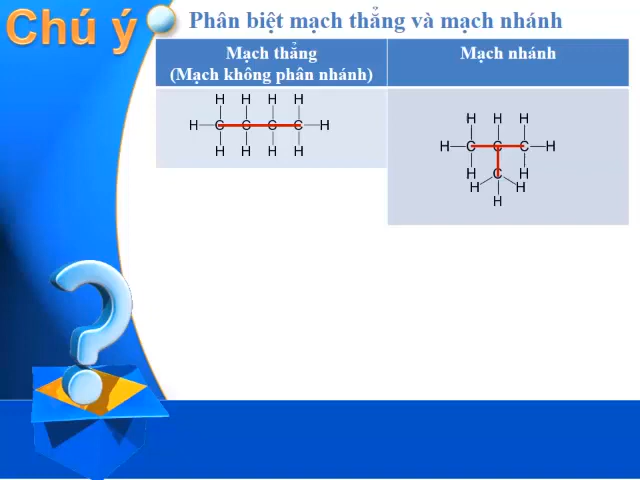 Chú ý
Phân biệt mạch thẳng và mạch nhánh
Mạch thẳng
(Mạch không phân nhánh)
Mạch nhánh
H H H H
H C C C C H
H H H H
H H H
H C C C H
H C H
H H
H